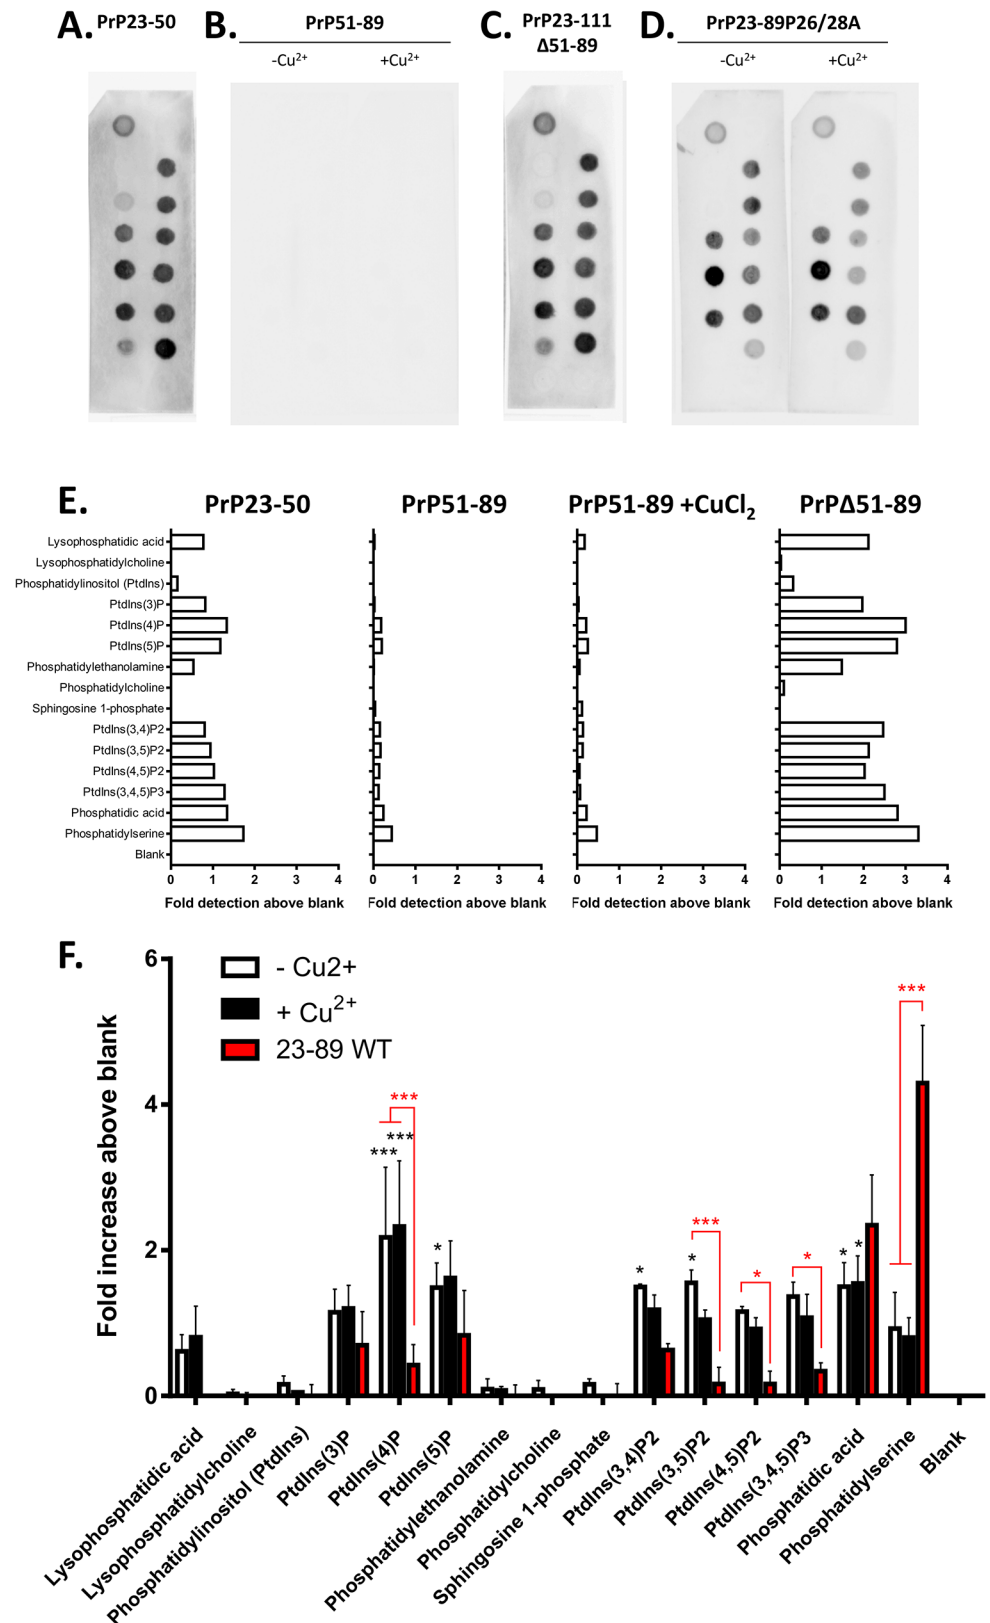 A. PrP23-50
B. PrP51-89
-Cu²⁺ +Cu²⁺
C. PrP23-111
Δ51-89
D. PrP23-89P26/28A
-Cu²⁺ +Cu²⁺
E. PrP23-50 PrP51-89 PrP51-89 +CuCl₂ PrPΔ51-89
Lysophosphatidic acid
Lysophosphatidylcholine
Phosphatidylinositol (PtdIns)
PtdIns(3)P
PtdIns(4)P
PtdIns(5)P
Phosphatidylethanolamine
Phosphatidylcholine
Sphingosine 1-phosphate
PtdIns(3,4)P2
PtdIns(3,5)P2
PtdIns(4,5)P2
PtdIns(3,4,5)P3
Phosphatidic acid
Phosphatidylserine
Blank
0 1 2 3 4 0 1 2 3 4 0 1 2 3 4 0 1 2 3 4
Fold detection above blank Fold detection above blank Fold detection above blank Fold detection above blank
F.
- Cu2+
+ Cu²⁺
23-89 WT
Fold increase above blank
6
4
2
0
***
***
***
*
*
*
***
*
*
*
*
***
Lysophosphatidic acid
Lysophosphatidylcholine
Phosphatidylinositol (PtdIns)
PtdIns(3)P
PtdIns(4)P
PtdIns(5)P
Phosphatidylethanolamine
Phosphatidylcholine
Sphingosine 1-phosphate
PtdIns(3,4)P2
PtdIns(3,5)P2
PtdIns(4,5)P2
PtdIns(3,4,5)P3
Phosphatidic acid
Phosphatidylserine
Blank